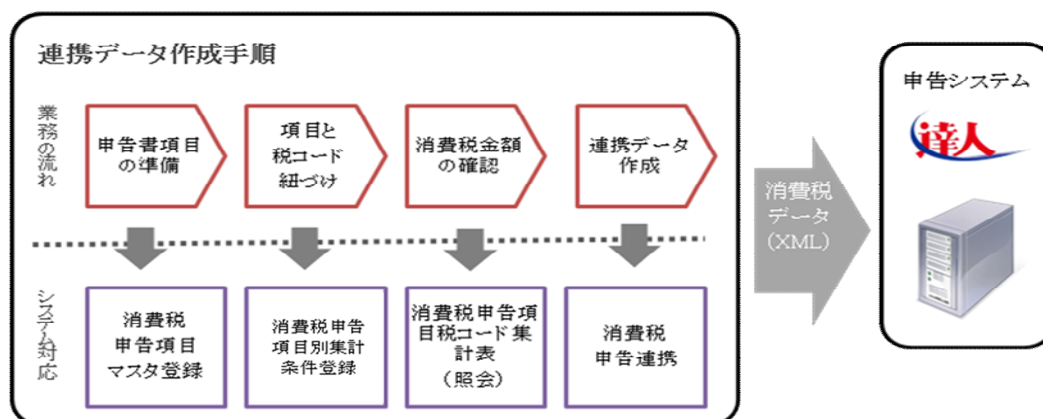 連携データ作成手順
業務の流れ
申告書項目
の準備
項目と
税コード
紐づけ
消費税金額
の確認
連携データ
作成
システム対応
消費税
申告項目
マスタ登録
消費税申告
項目別集計
条件登録
消費税申告項
目税コード集
計表
（照会）
消費税
申告連携
消費税
データ
(XML)
申告システム
達人